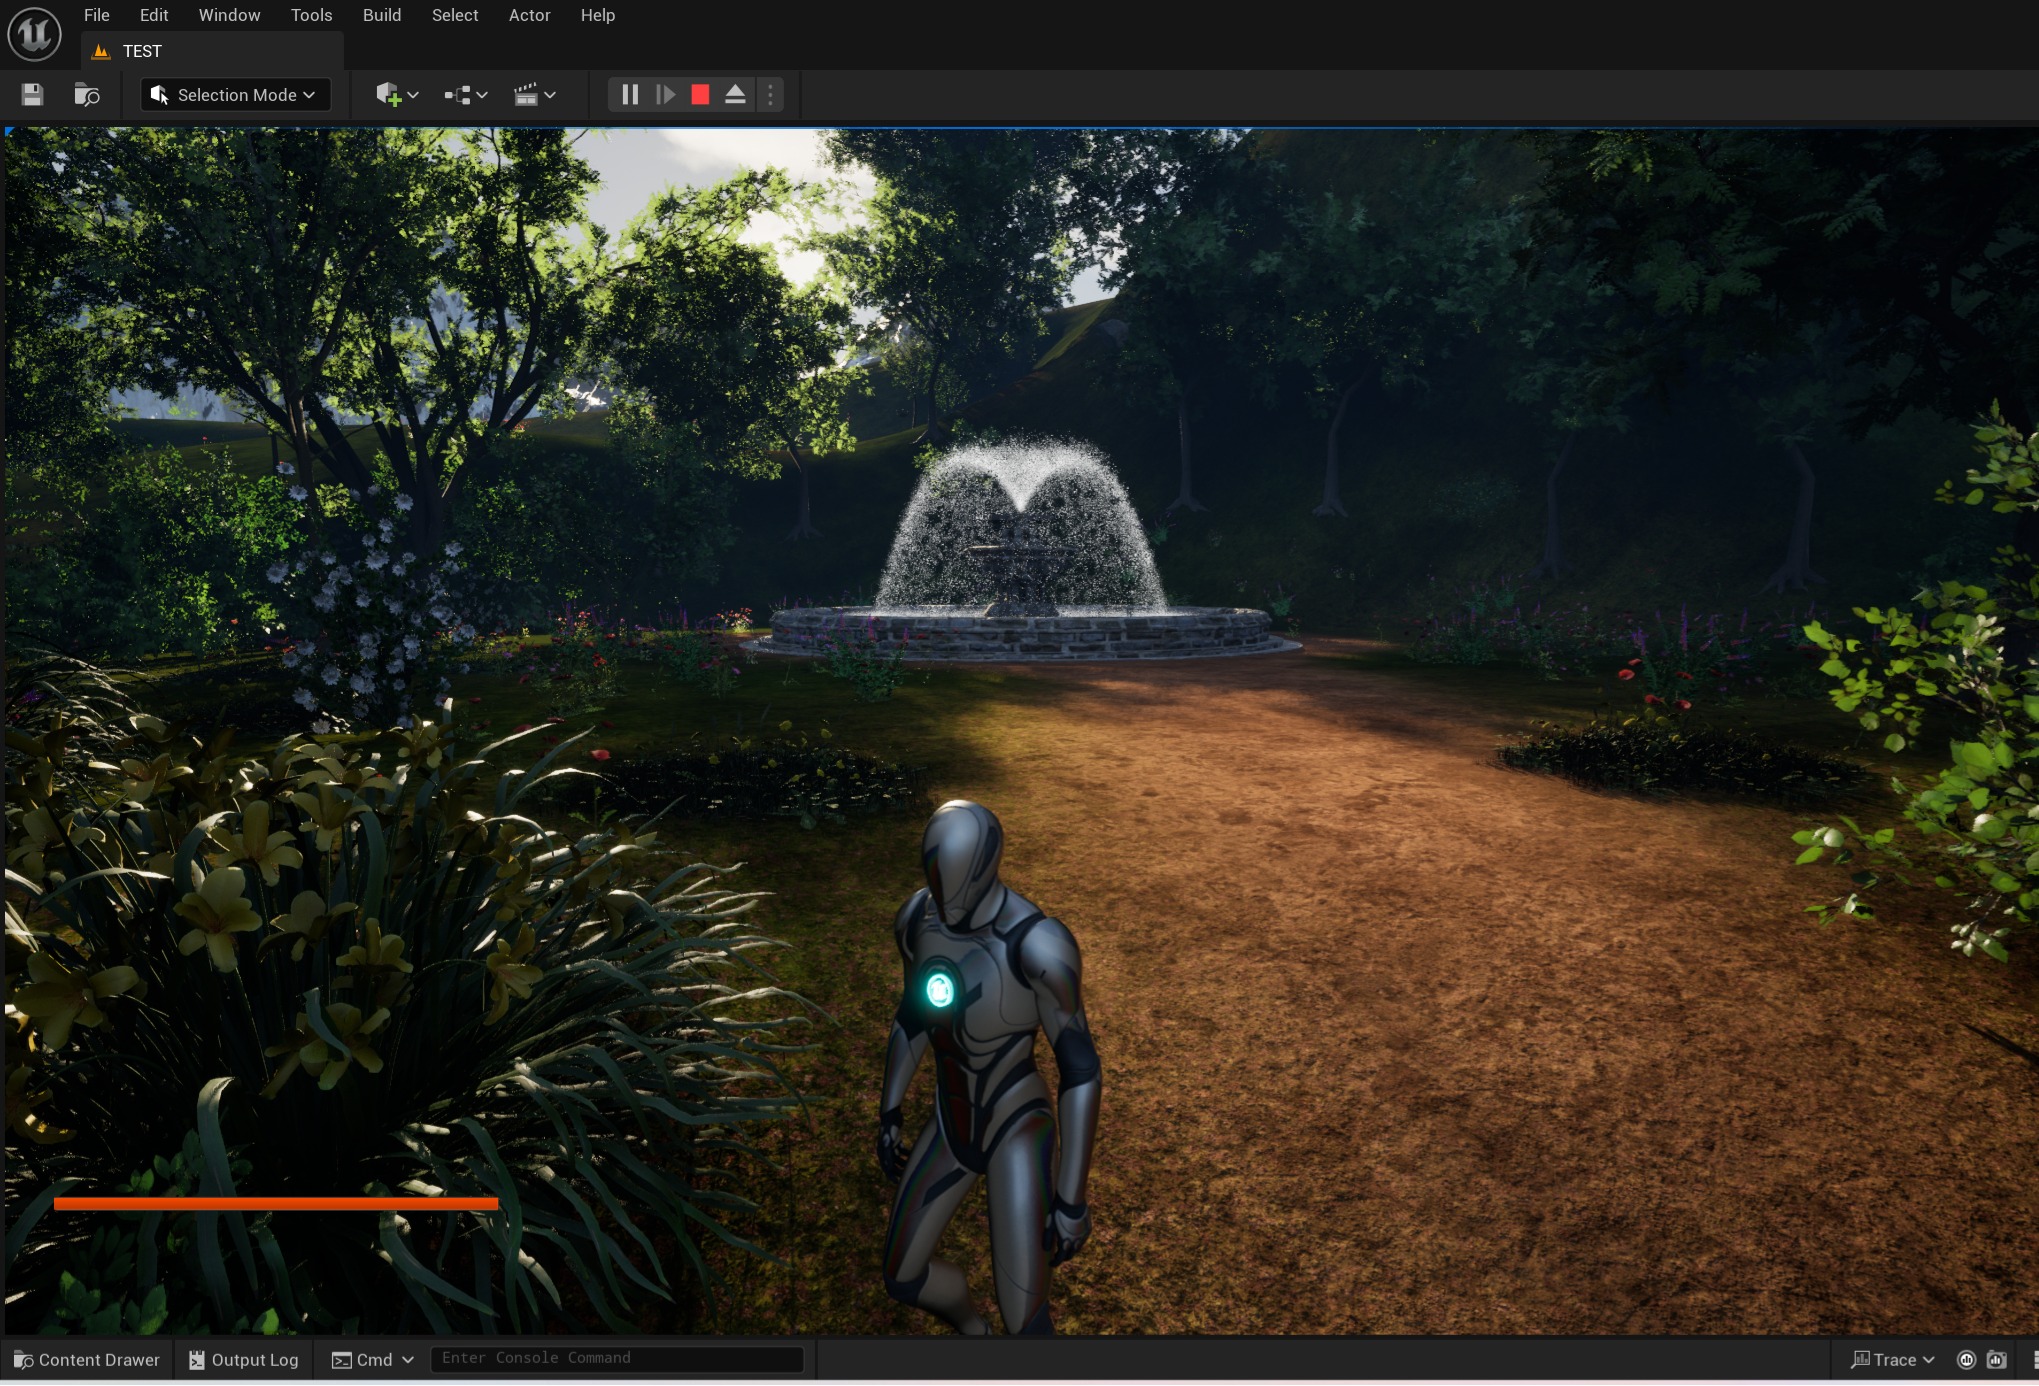 File Edit Window Tools Build Select Actor Help
TEST
Selection Mode
Content Drawer Output Log Cmd Enter Console Command Trace